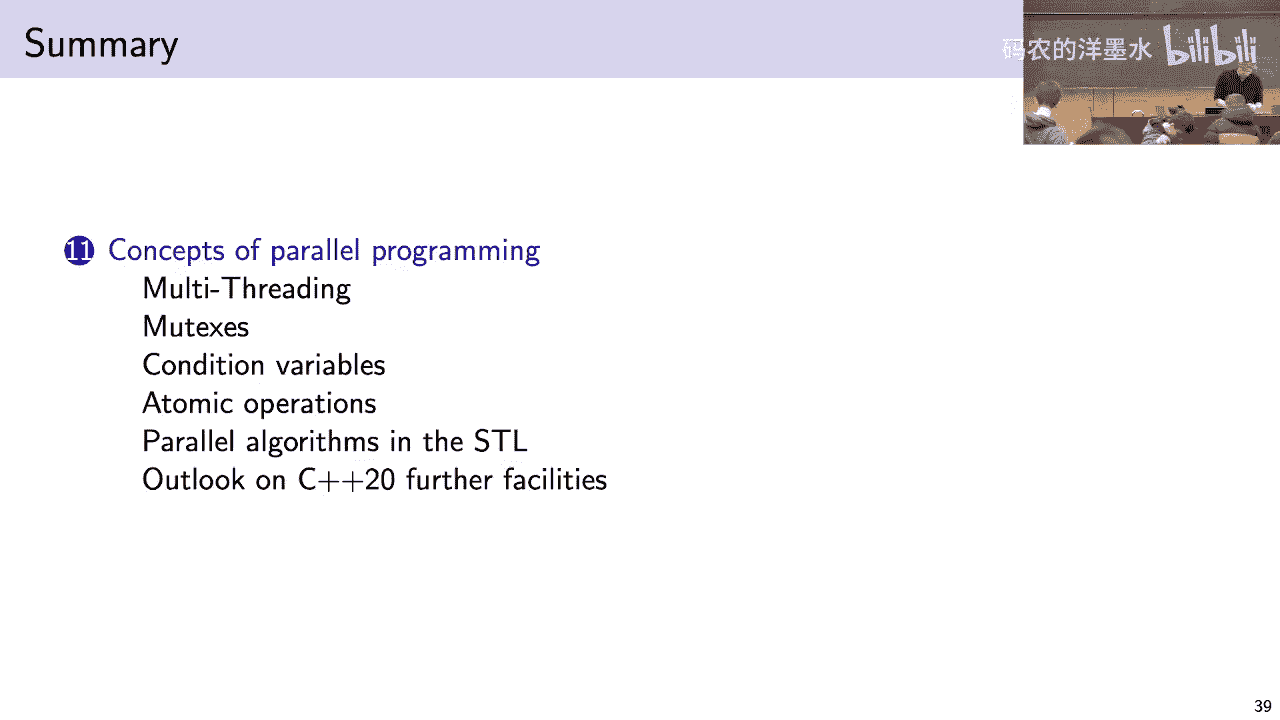 Summary
码农的洋墨水 bilibili
11 Concepts of parallel programming
Multi-Threading
Mutexes
Condition variables
Atomic operations
Parallel algorithms in the STL
Outlook on C++20 further facilities
39